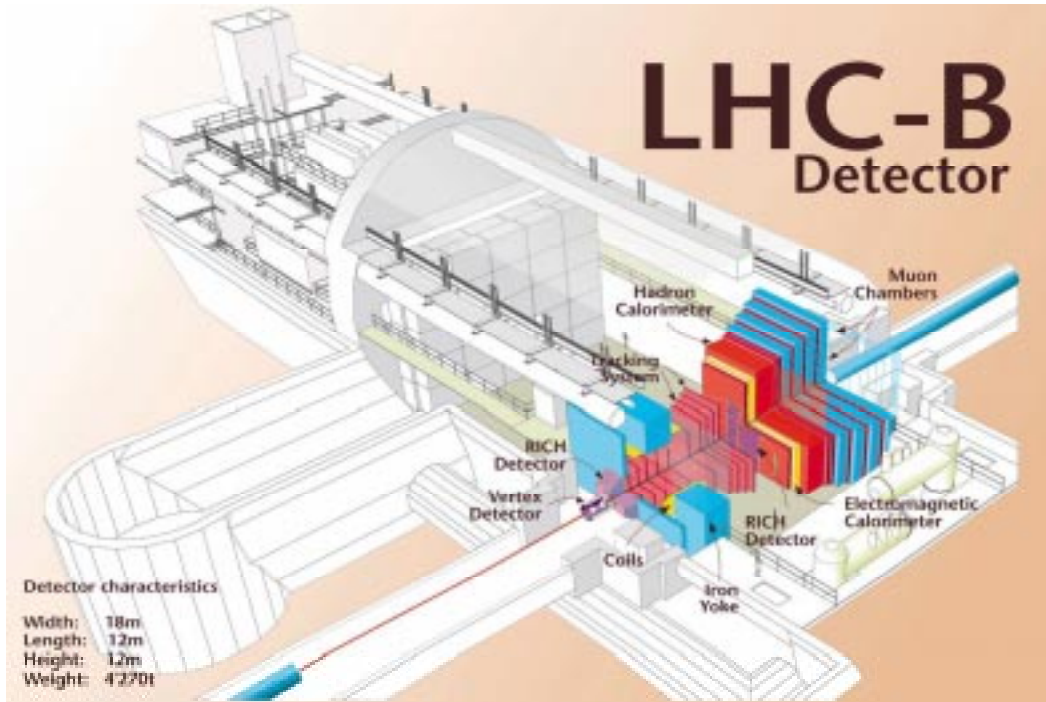 LHC-B
Detector
Muon
Chambers
Hadron
Calorimeter
Tracking
System
RICH
Detector
Vertex
Detector
Electromagnetic
Calorimeter
RICH
Detector
Coils
Iron
Yoke
Detector characteristics
Width: 18m
Length: 12m
Height: 12m
Weight: 4'270t